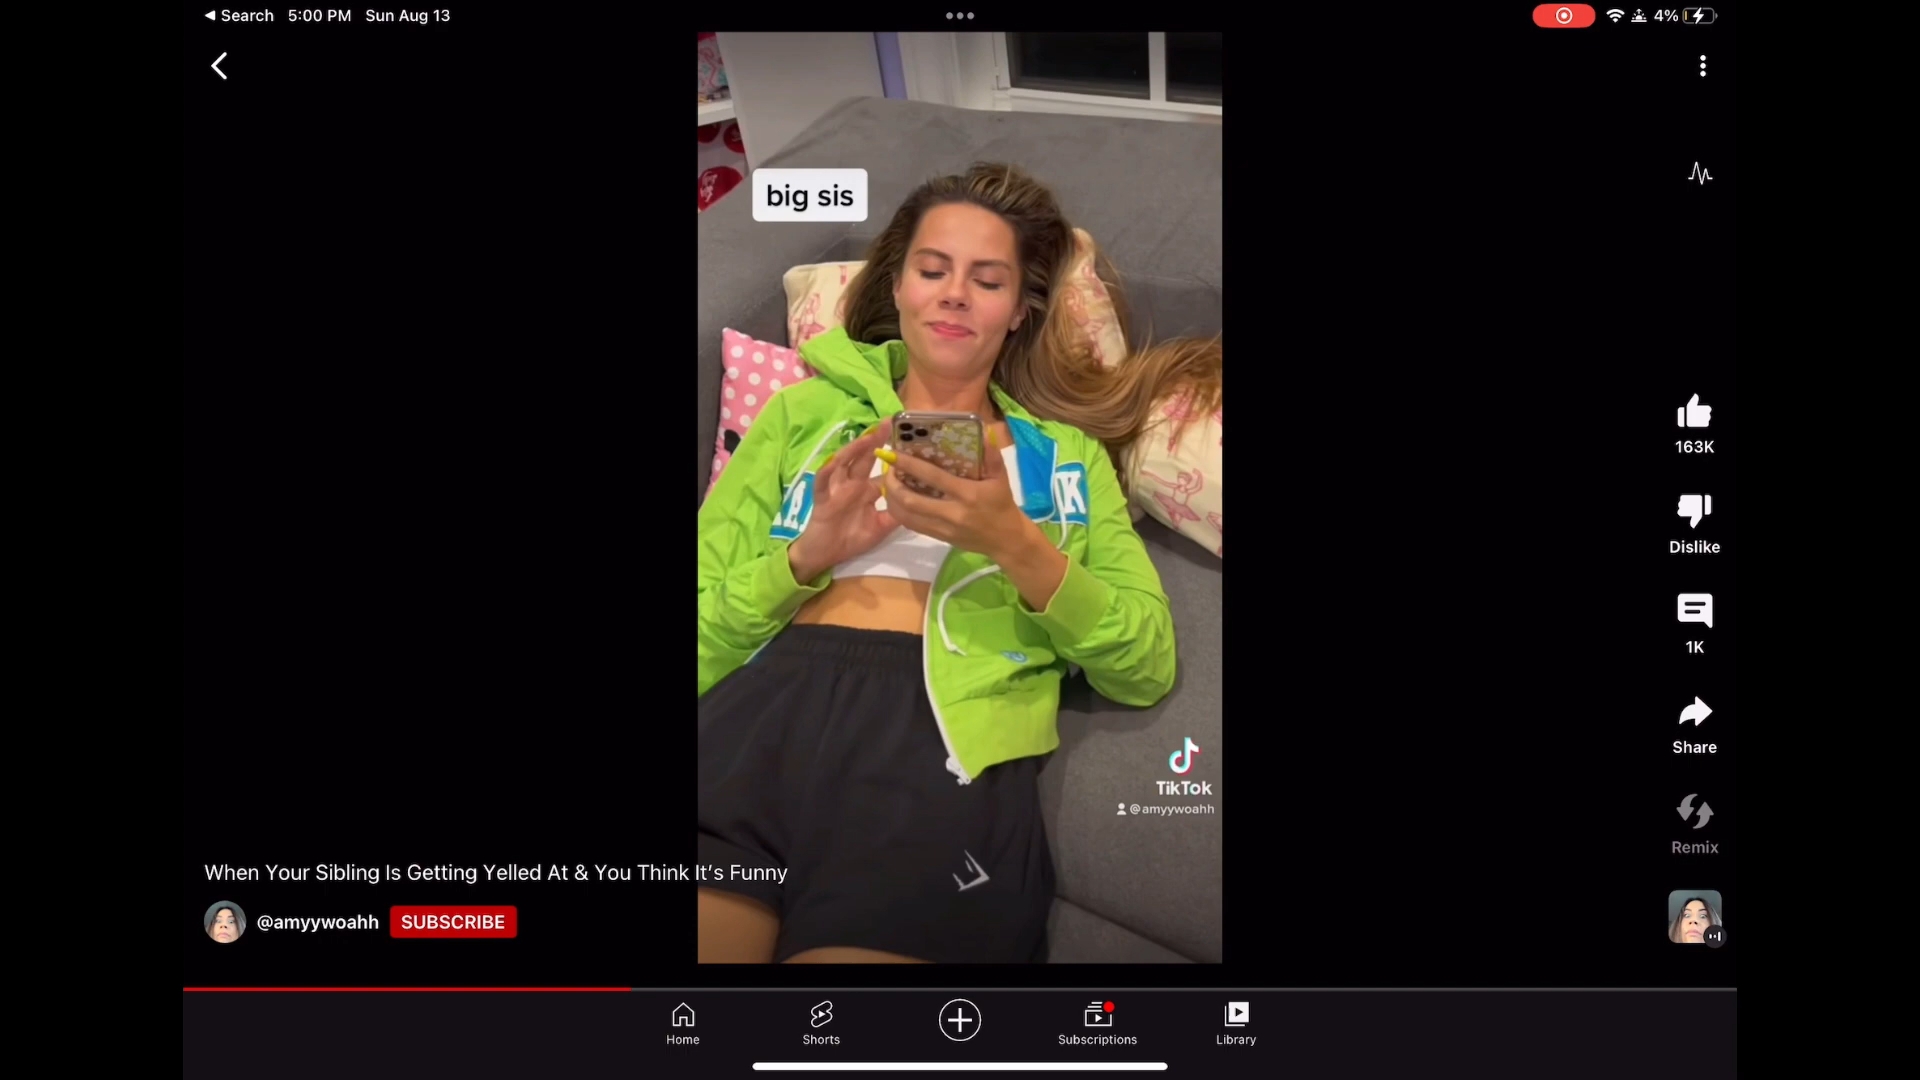 Search 5:00 PM Sun Aug 13
4%
big sis
163K
Dislike
1K
Share
Remix
TikTok
@amyywoahh
When Your Sibling Is Getting Yelled At & You Think It’s Funny
@amyywoahh SUBSCRIBE
Home Shorts Subscriptions Library